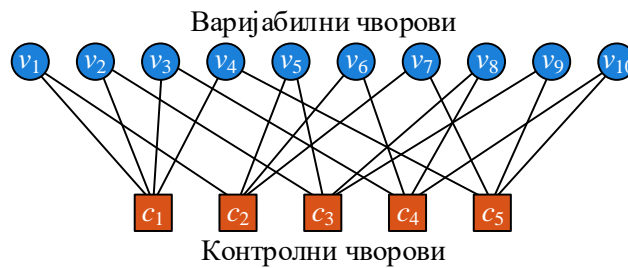 Варијабилни чворови
v1 v2 v3 v4 v5 v6 v7 v8 v9 v10
c1 c2 c3 c4 c5
Контролни чворови